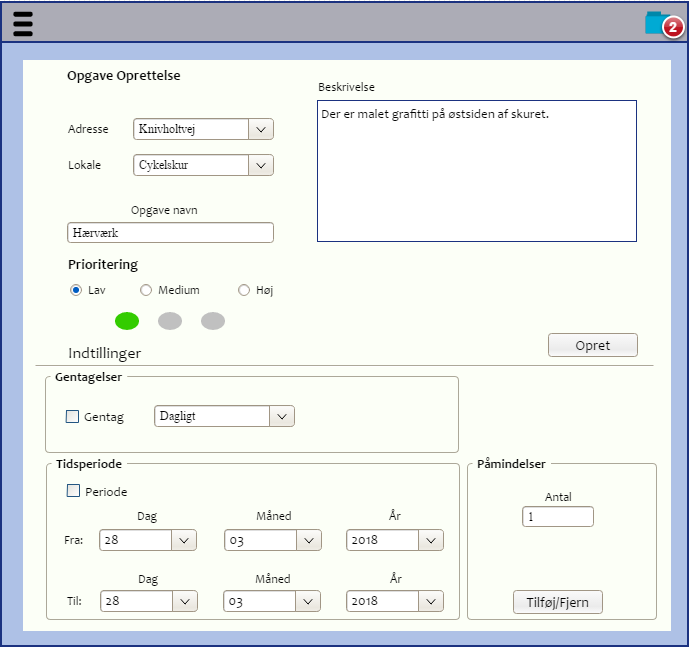 2
Opgave Oprettelse
Beskrivelse
Der er malet grafitti på østsiden af skuret.
Adresse Knivholtvej
Lokale Cykelskur
Opgave navn
Hærværk
Prioritering
Lav Medium Høj
Opret
Indtillinger
Gentagelser
Gentag Dagligt
Tidsperiode
Periode
Dag Måned År
Fra: 28 03 2018
Dag Måned År
Til: 28 03 2018
Påmindelser
Antal
1
Tilføj/Fjern